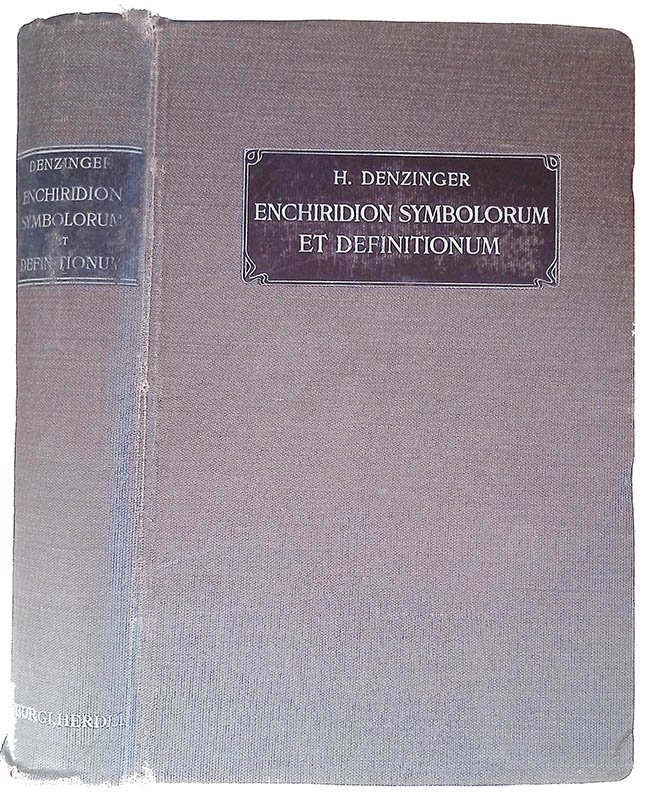 DENZINGER
ENCHIRIDION
SYMBOLORUM
ET
DEFINITIONUM
H. DENZINGER
ENCHIRIDION SYMBOLORUM
ET DEFINITIONUM